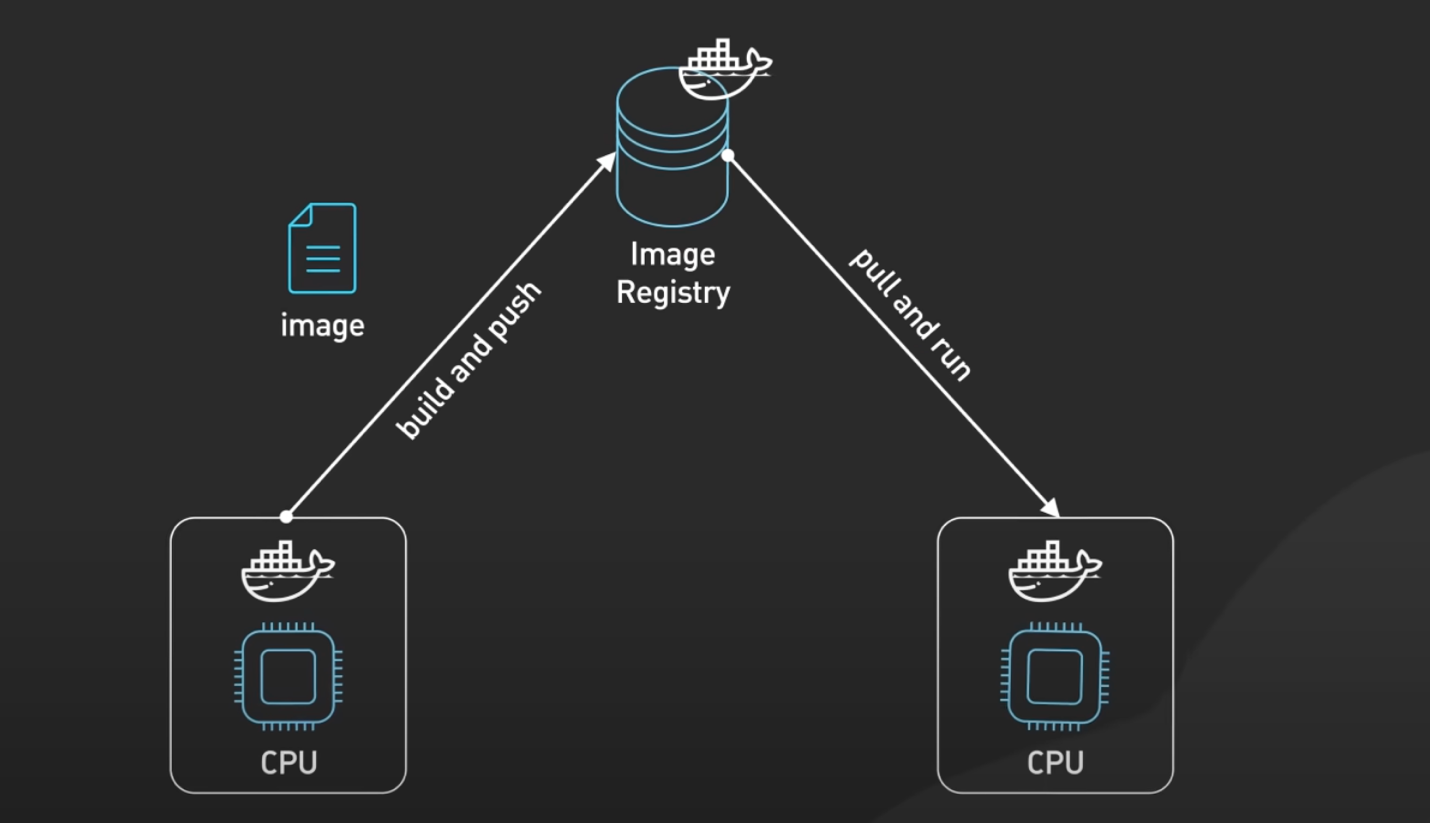 Image
Registry
image
build and push
pull and run
CPU
CPU